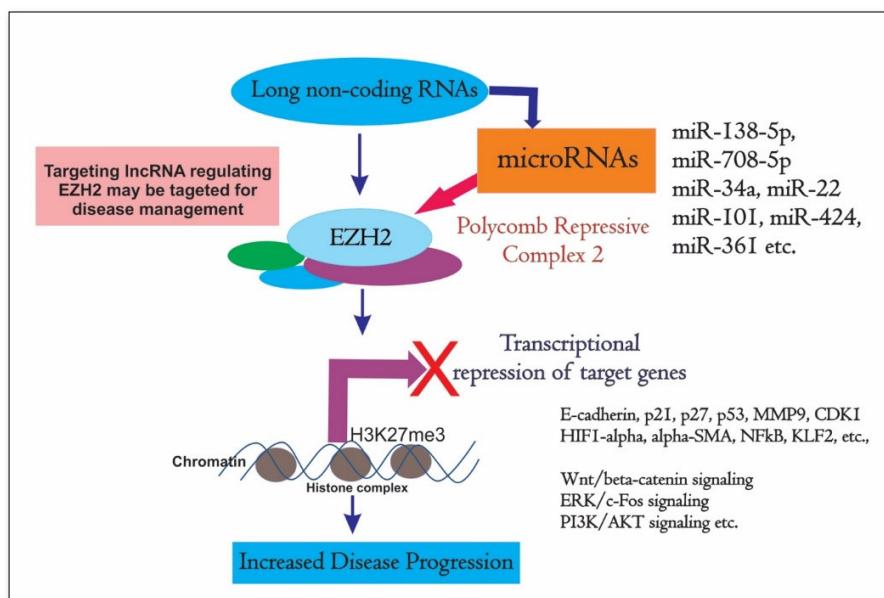 Long non-coding RNAs
microRNAs
miR-138-5p,
miR-708-5p
miR-34a, miR-22
miR-101, miR-424,
miR-361 etc.
Targeting lncRNA regulating
EZH2 may be tageted for
disease management
EZH2
Polycomb Repressive
Complex 2
Transcriptional
repression of target genes
E-cadherin, p21, p27, p53, MMP9, CDK1
HIF1-alpha, alpha-SMA, NFkB, KLF2, etc.,
H3K27me3
Chromatin
Histone complex
Wnt/beta-catenin signaling
ERK/c-Fos signaling
PI3K/AKT signaling etc.
Increased Disease Progression